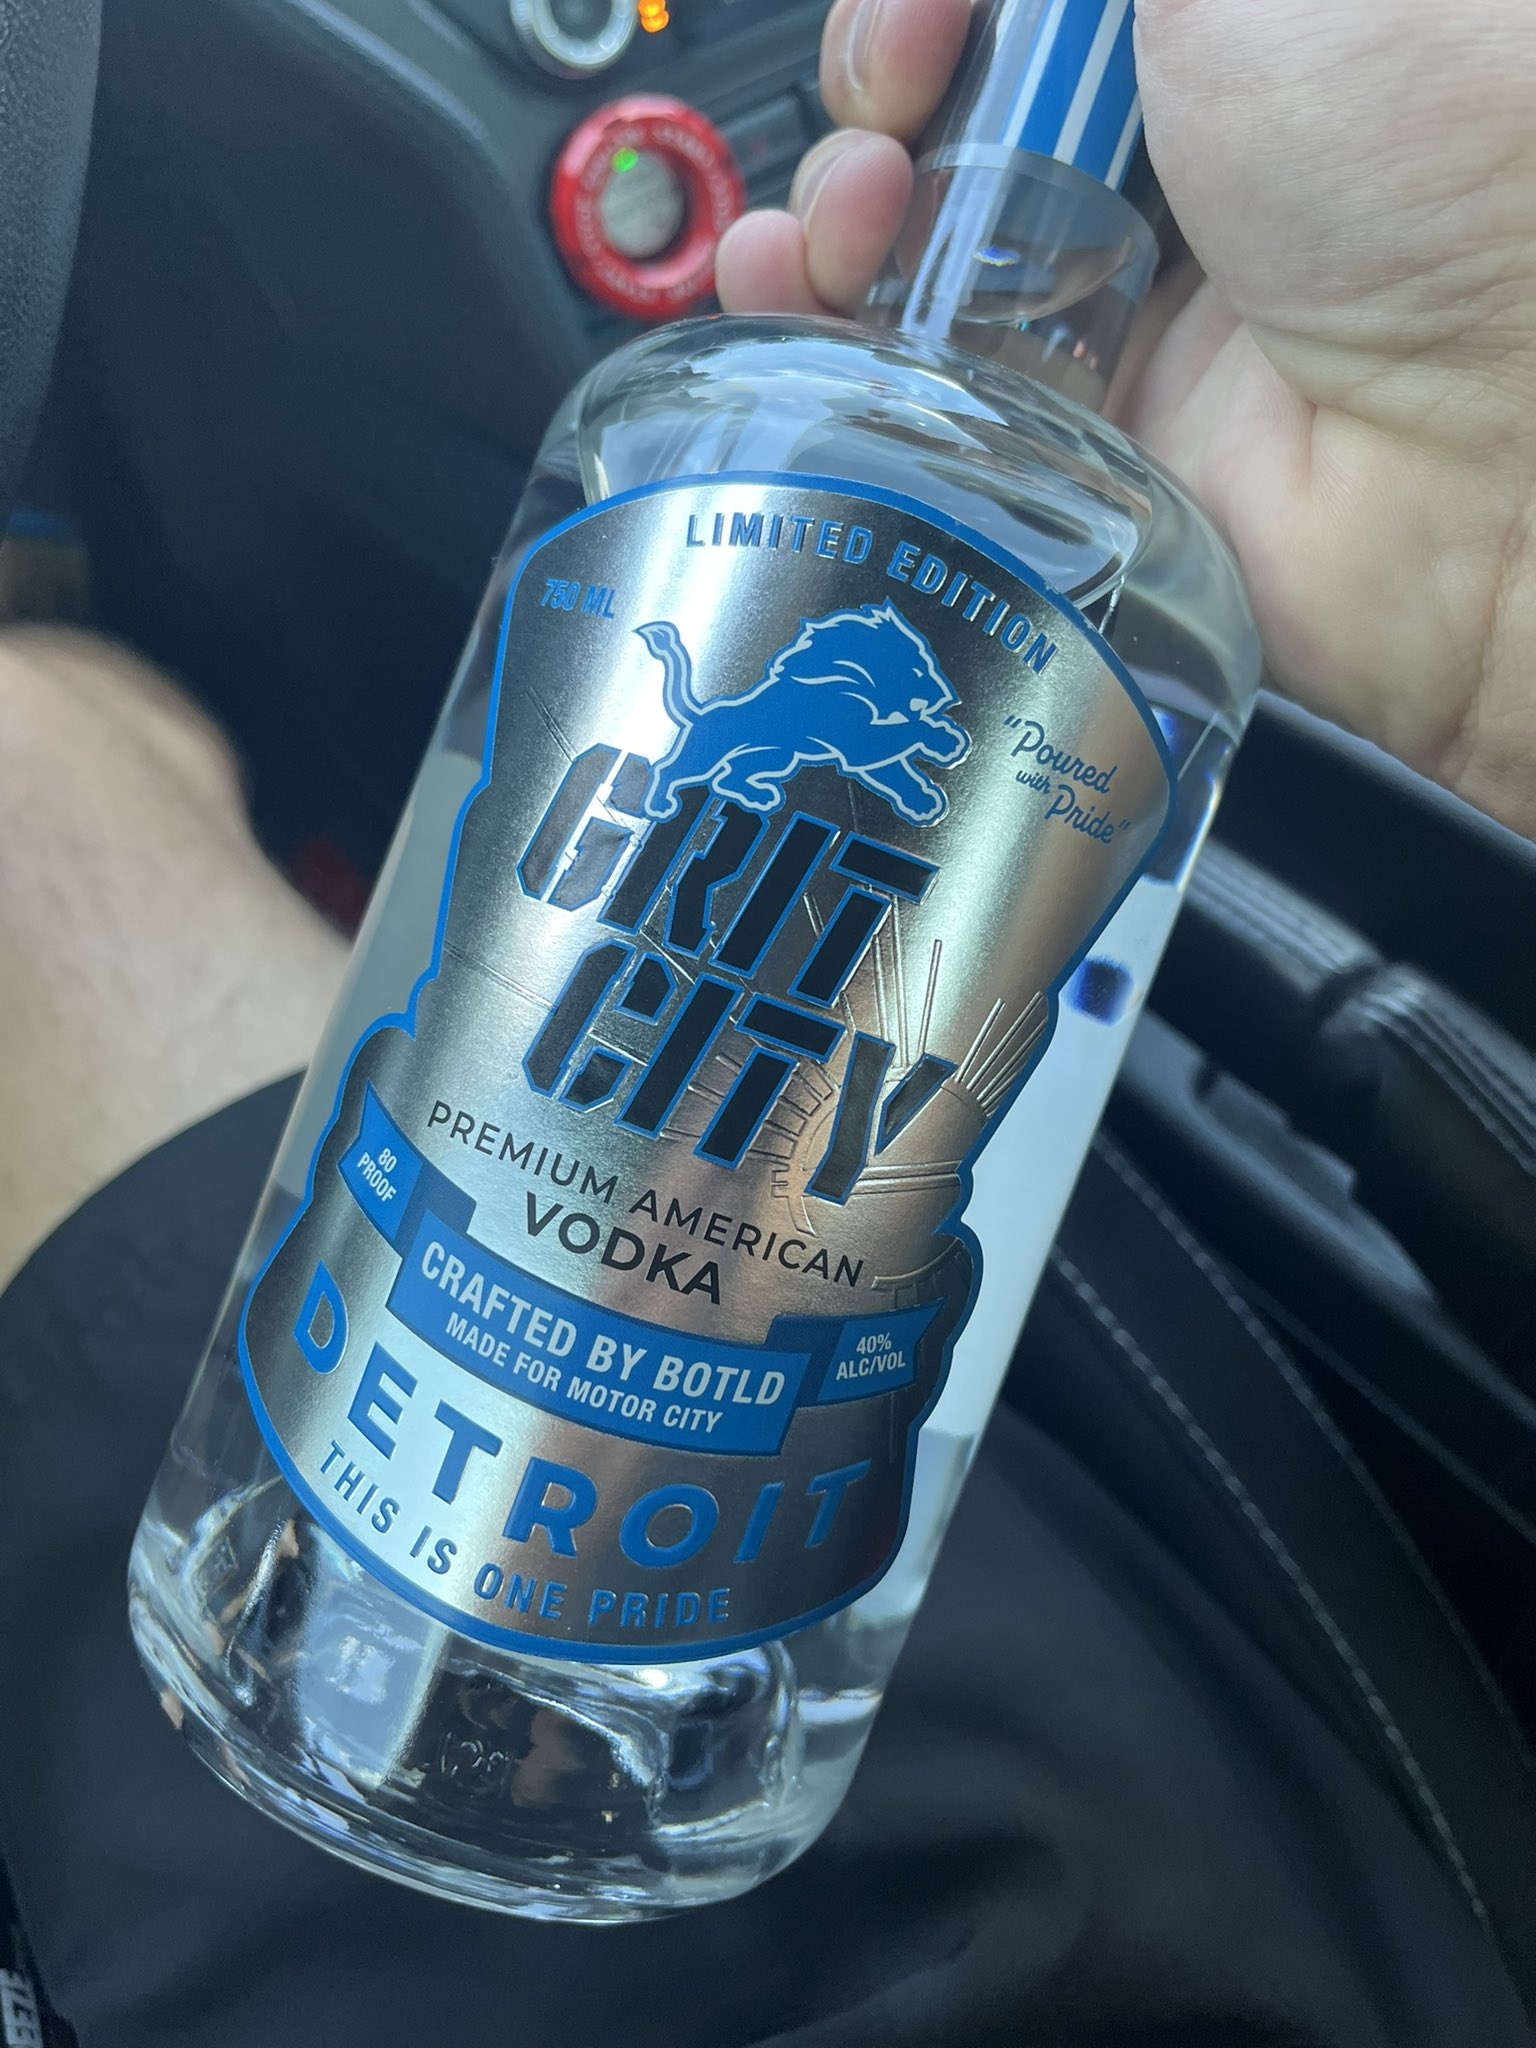 LIMITED EDITION
750 ML
"Poured
with Pride"
GRIT
CITY
PREMIUM AMERICAN
VODKA
80
PROOF
CRAFTED BY BOTLD
MADE FOR MOTOR CITY
40%
ALC/VOL
DETROIT
THIS IS ONE PRIDE